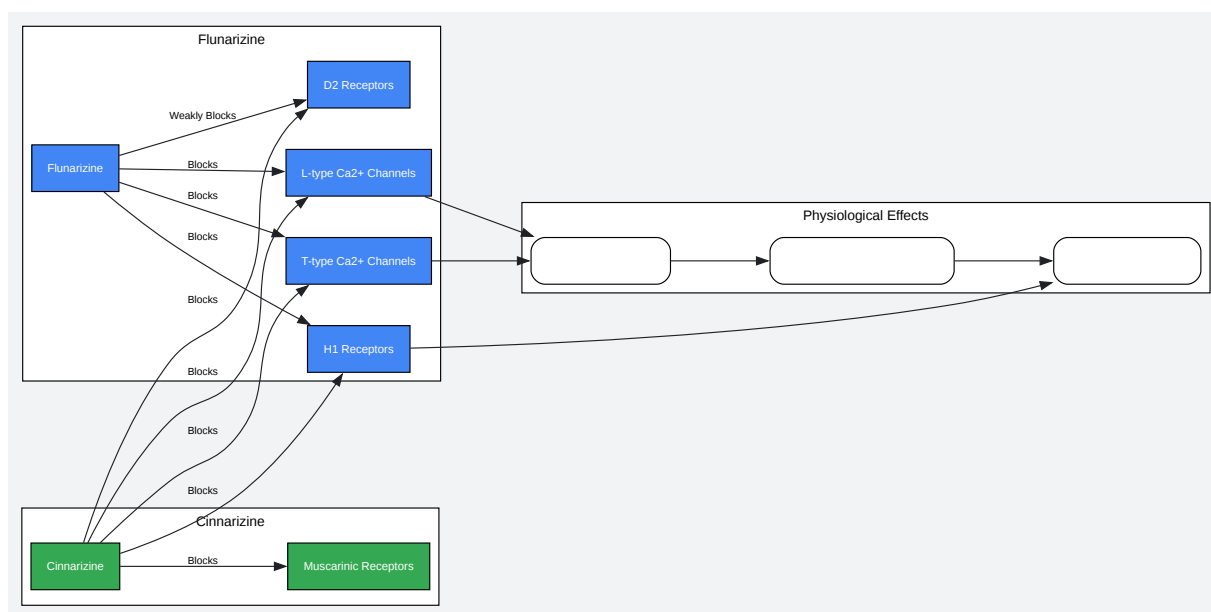 Flunarizine
D2 Receptors
Weakly Blocks
Flunarizine
Blocks
L-type Ca2+ Channels
Blocks
Physiological Effects
Blocks
T-type Ca2+ Channels
Blocks
H1 Receptors
Blocks
Blocks
Blocks
Cinnarizine
Cinnarizine
Blocks
Muscarinic Receptors